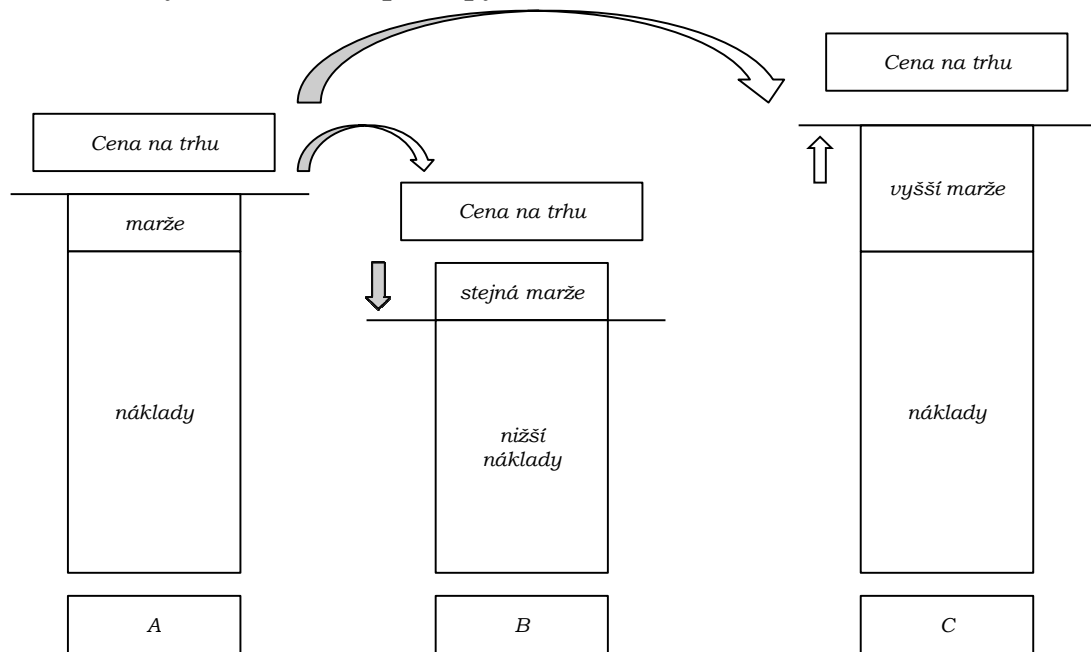 Cena na trhu
marže
náklady
A
Cena na trhu
stejná marže
nižší
náklady
B
Cena na trhu
vyšší marže
náklady
C